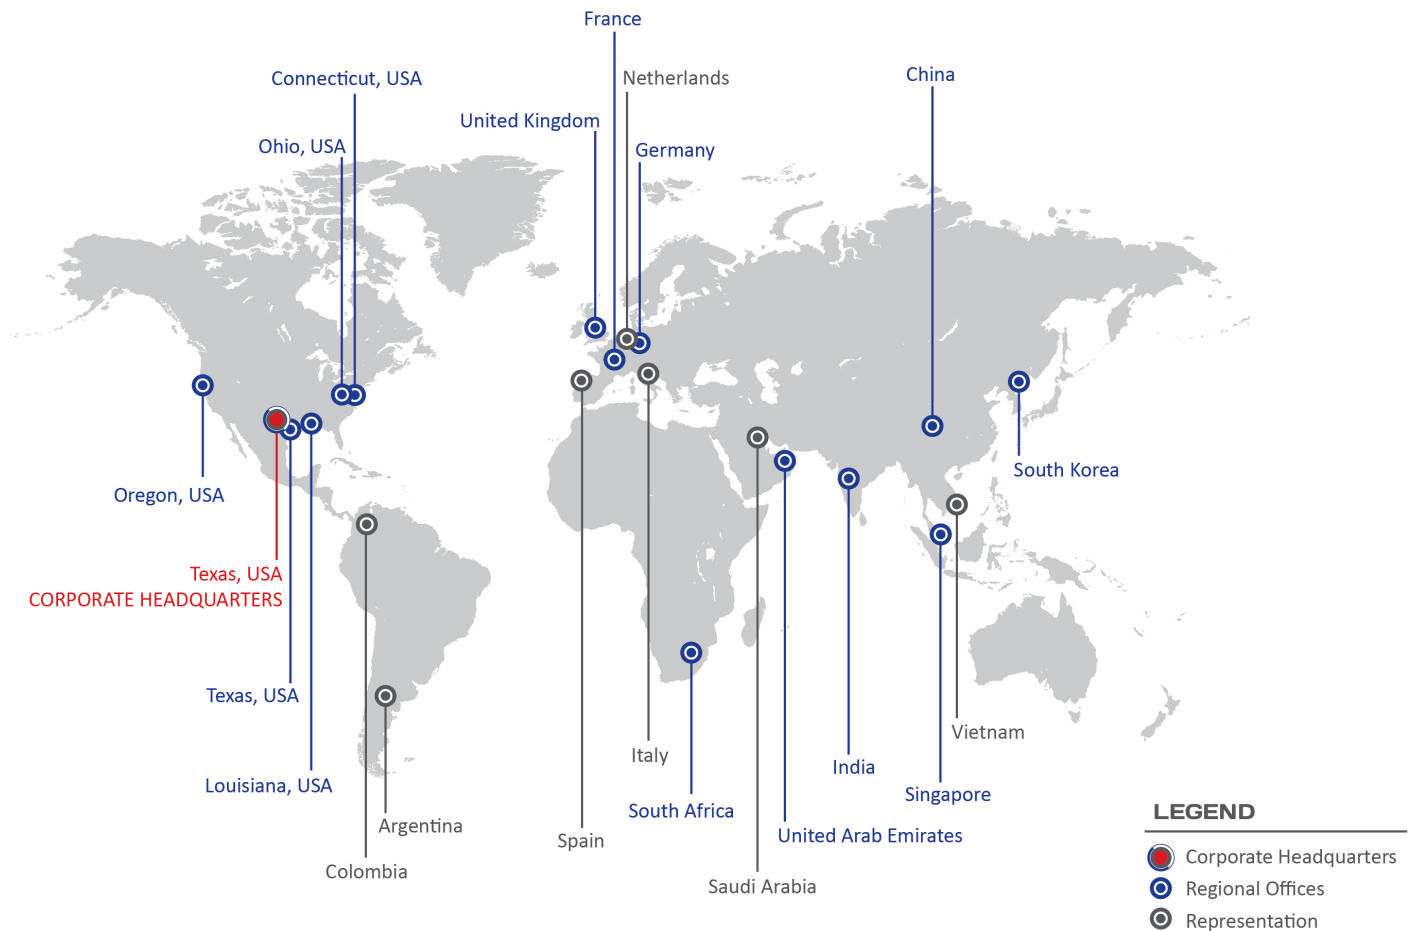 France
Connecticut, USA
Netherlands
China
United Kingdom
Ohio, USA
Germany
South Korea
Oregon, USA
Texas, USA
CORPORATE HEADQUARTERS
Texas, USA
Vietnam
Italy
India
Louisiana, USA
Singapore
South Africa
Argentina
United Arab Emirates
Spain
Colombia
Saudi Arabia
LEGEND
Corporate Headquarters
Regional Offices
Representation